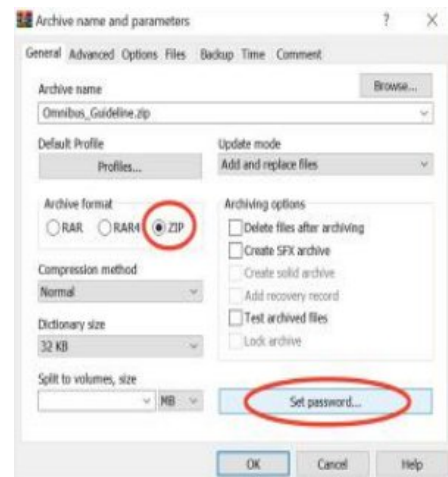 Archive name and parameters ? X
General Advanced Options Files Backup Time Comment
Archive name
Browse...
Omnibus_Guideline.zip
Default Profile
Profiles...
Update mode
Add and replace files
Archive format
RAR RAR4 ZIP
Compression method
Normal
Dictionary size
32 KB
Split to volumes, size
MB
Archiving options
Delete files after archiving
Create SFX archive
Create solid archive
Add recovery record
Test archived files
Lock archive
Set password...
OK Cancel Help